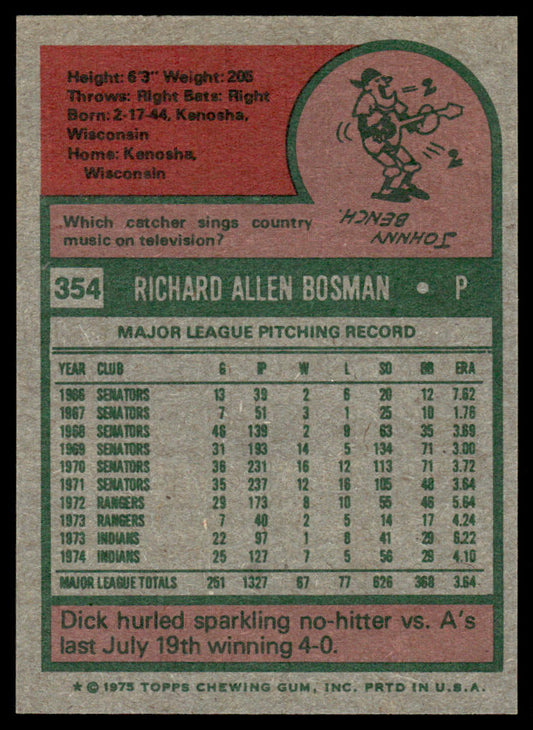 Height: 6'3" Weight: 205
Throws: Right Bats: Right
Born: 2-17-44, Kenosha,
Wisconsin
Home: Kenosha,
Wisconsin
Which catcher sings country
music on television?
JOHNNY
BENCH.
354 RICHARD ALLEN BOSMAN • P
MAJOR LEAGUE PITCHING RECORD
YEAR CLUB G IP W L SO BB ERA
1966 SENATORS 13 39 2 6 20 12 7.62
1967 SENATORS 7 51 3 1 25 10 1.76
1968 SENATORS 46 139 2 9 63 35 3.69
1969 SENATORS 31 193 14 5 134 71 3.00
1970 SENATORS 36 231 16 12 113 71 3.72
1971 SENATORS 35 237 12 16 105 48 3.64
1972 RANGERS 29 173 8 10 55 46 5.64
1973 RANGERS 7 40 2 5 14 17 4.24
1973 INDIANS 22 97 1 8 41 29 6.22
1974 INDIANS 25 127 7 5 56 29 4.10
MAJOR LEAGUE TOTALS 251 1327 67 77 626 368 3.64
Dick hurled sparkling no-hitter vs. A's
last July 19th winning 4-0.
★ © 1975 TOPPS CHEWING GUM, INC. PRTD IN U.S.A.